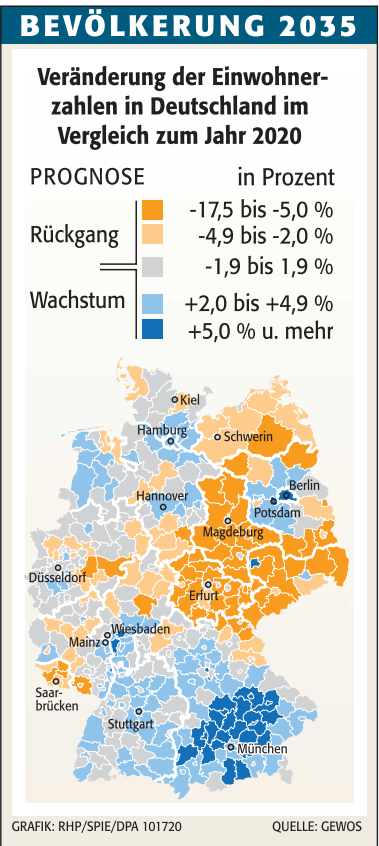 BEVÖLKERUNG 2035
Veränderung der Einwohner-
zahlen in Deutschland im
Vergleich zum Jahr 2020
PROGNOSE
in Prozent
Rückgang
-17,5 bis -5,0 %
-4,9 bis -2,0 %
-1,9 bis 1,9 %
Wachstum
+2,0 bis +4,9 %
+5,0 % u. mehr
Kiel
Hamburg
Schwerin
Berlin
Hannover
Potsdam
Magdeburg
Düsseldorf
Erfurt
Wiesbaden
Mainz
Saar-
brücken
Stuttgart
München
GRAFIK: RHP/SPIE/DPA 101720
QUELLE: GEWOS